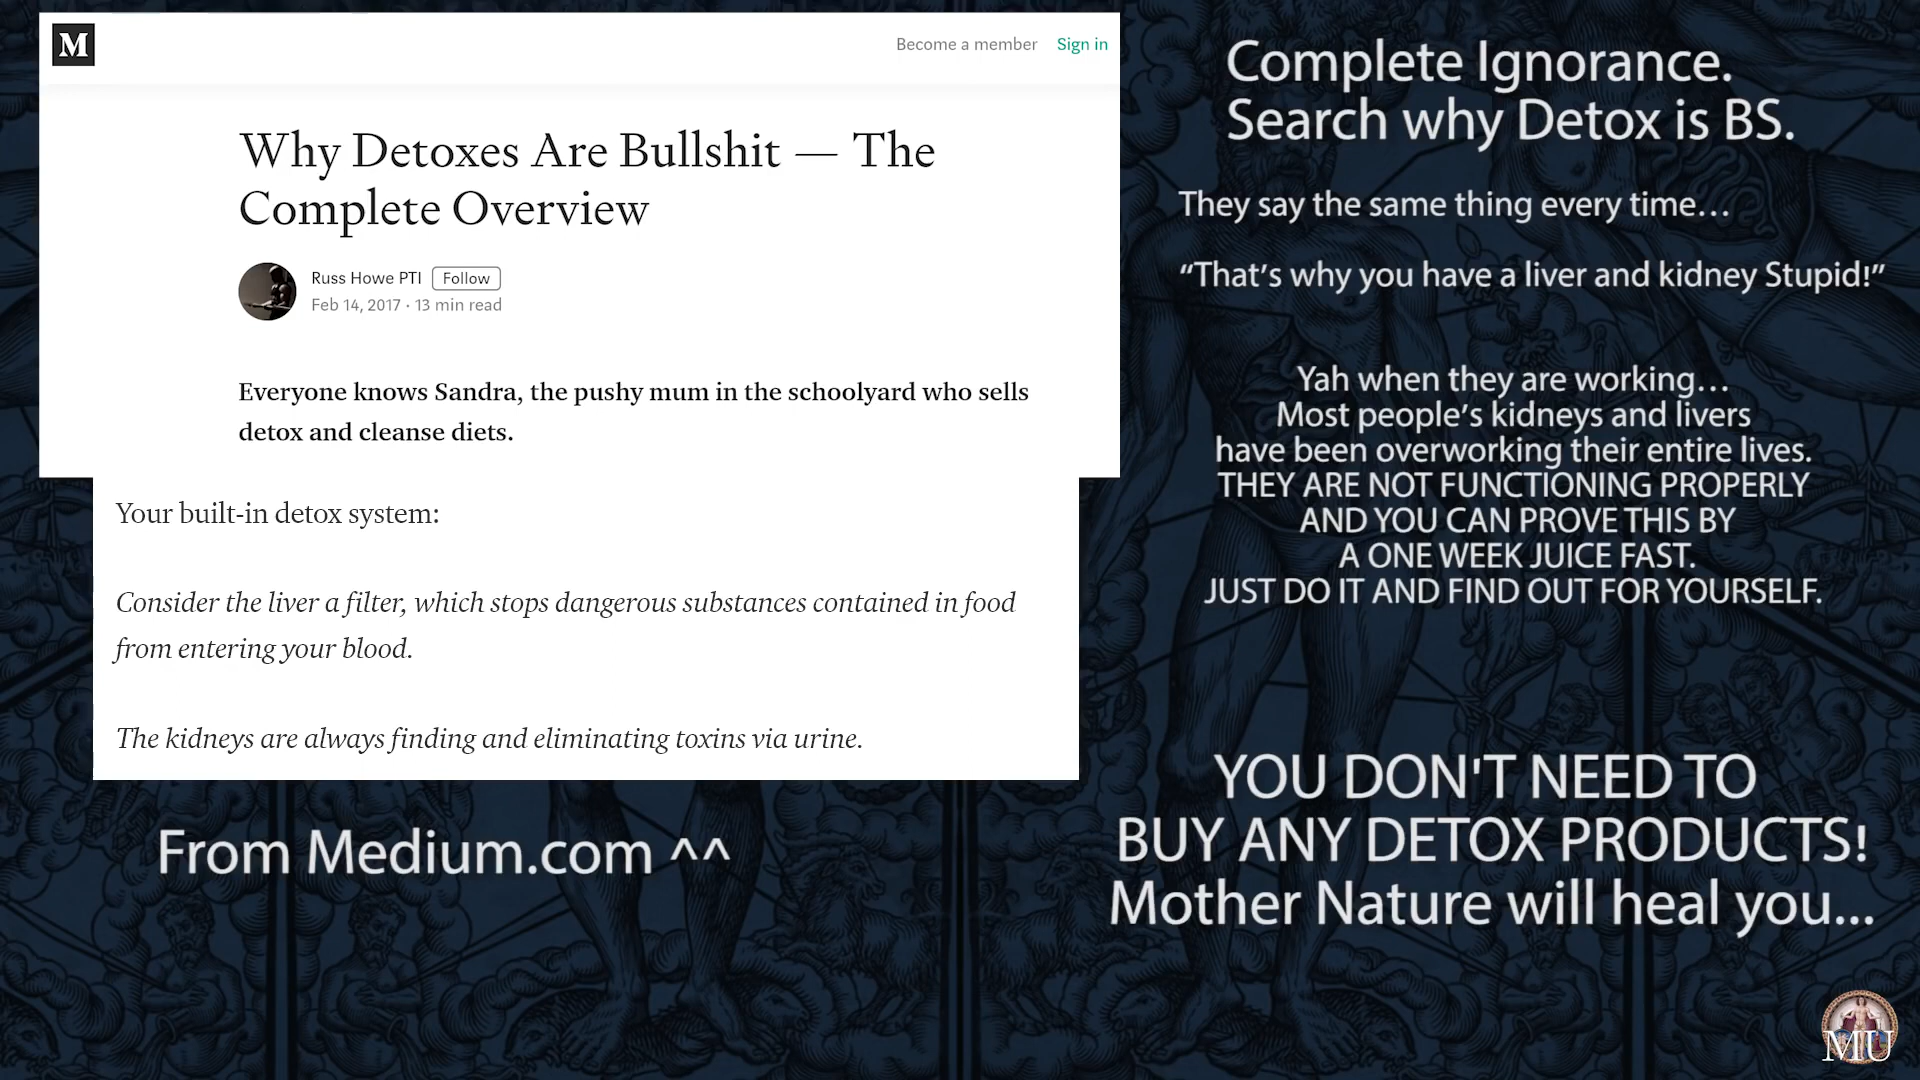 M
Become a member Sign in
Why Detoxes Are Bullshit — The
Complete Overview
Russ Howe PTI Follow
Feb 14, 2017 · 13 min read
Everyone knows Sandra, the pushy mum in the schoolyard who sells
detox and cleanse diets.
Your built-in detox system:
Consider the liver a filter, which stops dangerous substances contained in food
from entering your blood.
The kidneys are always finding and eliminating toxins via urine.
From Medium.com ^^
Complete Ignorance.
Search why Detox is BS.
They say the same thing every time…
“That’s why you have a liver and kidney Stupid!”
Yah when they are working…
Most people’s kidneys and livers
have been overworking their entire lives.
THEY ARE NOT FUNCTIONING PROPERLY
AND YOU CAN PROVE THIS BY
A ONE WEEK JUICE FAST.
JUST DO IT AND FIND OUT FOR YOURSELF.
YOU DON'T NEED TO
BUY ANY DETOX PRODUCTS!
Mother Nature will heal you...
MU